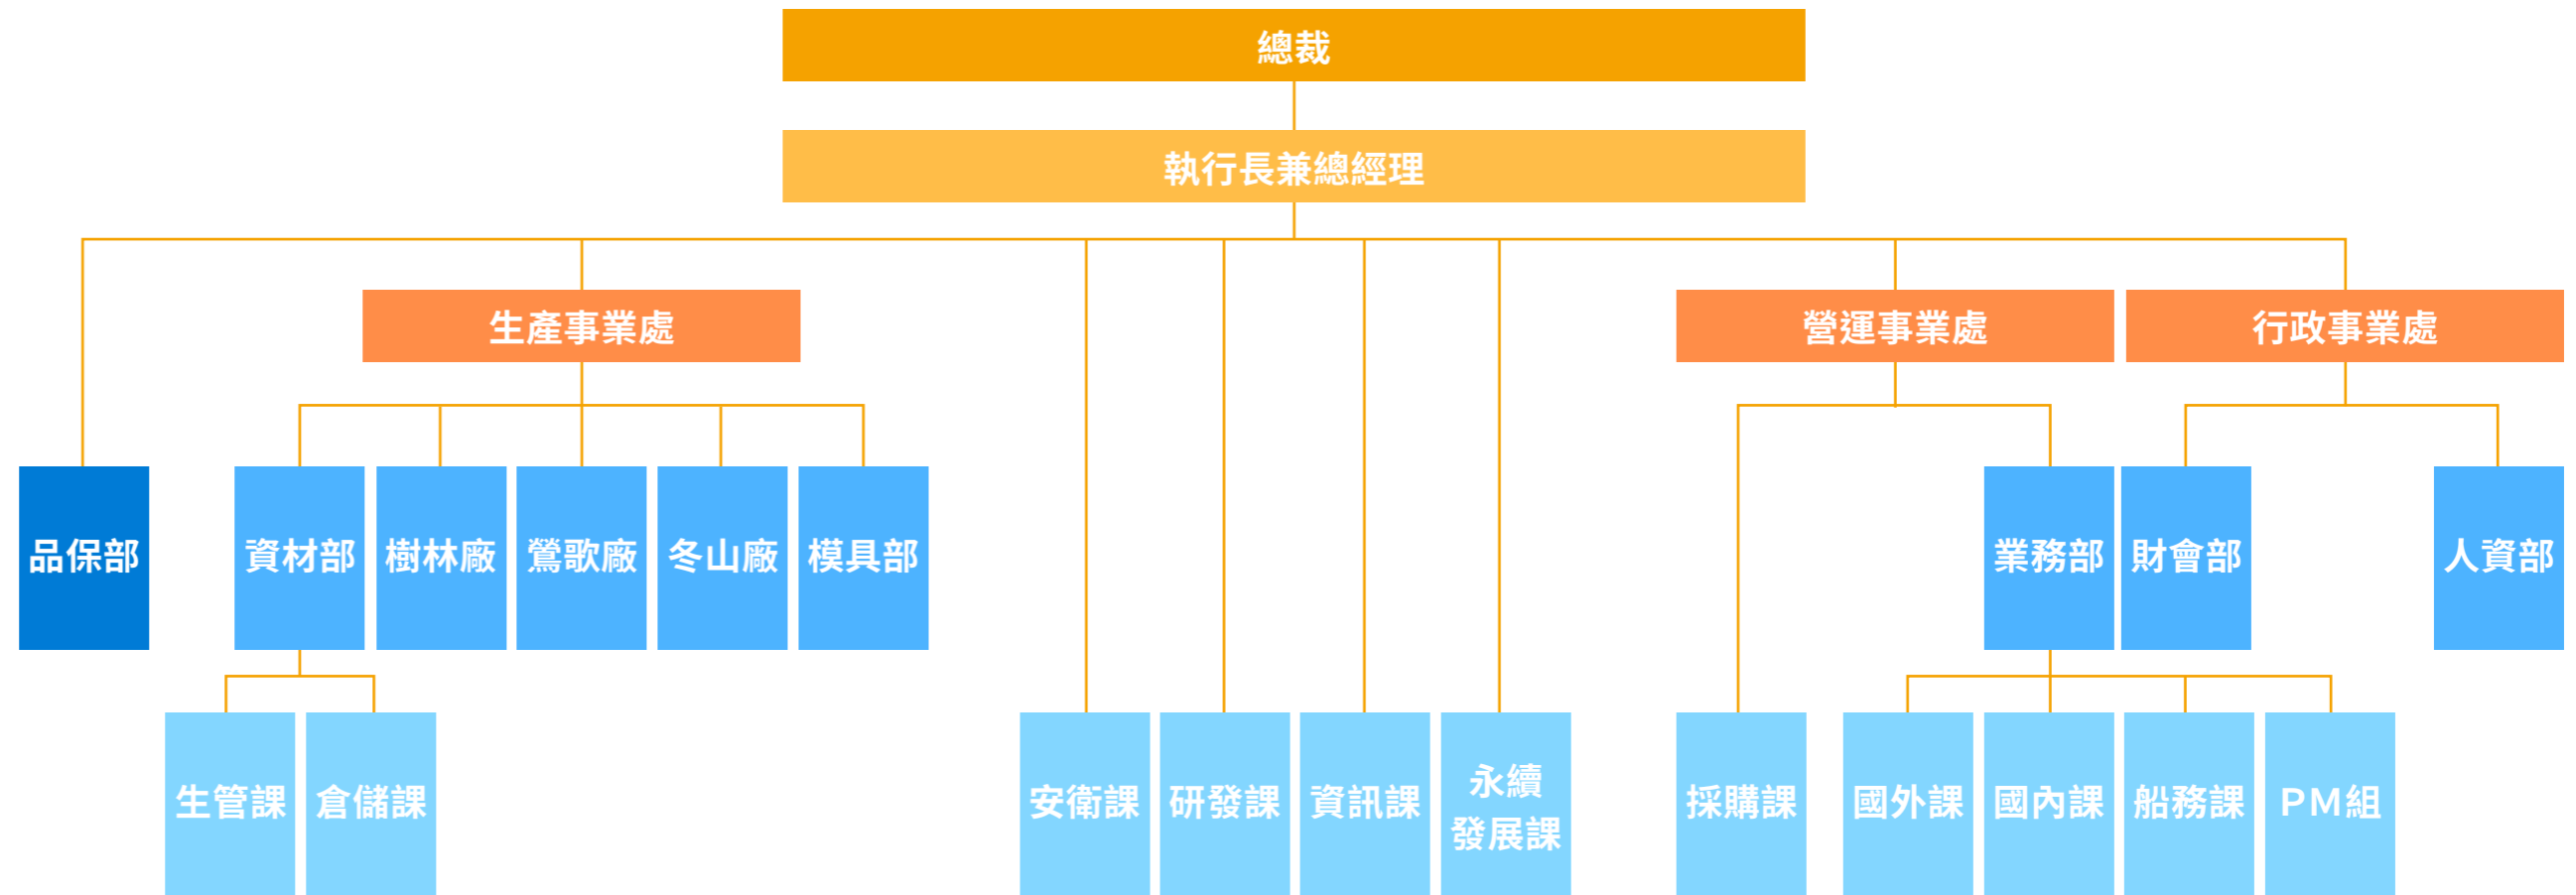 總裁
執行長兼總經理
生產事業處
營運事業處
行政事業處
品保部
資材部
樹林廠
鶯歌廠
冬山廠
模具部
業務部
財會部
人資部
生管課
倉儲課
安衛課
研發課
資訊課
永續
發展課
採購課
國外課
國內課
船務課
PM組